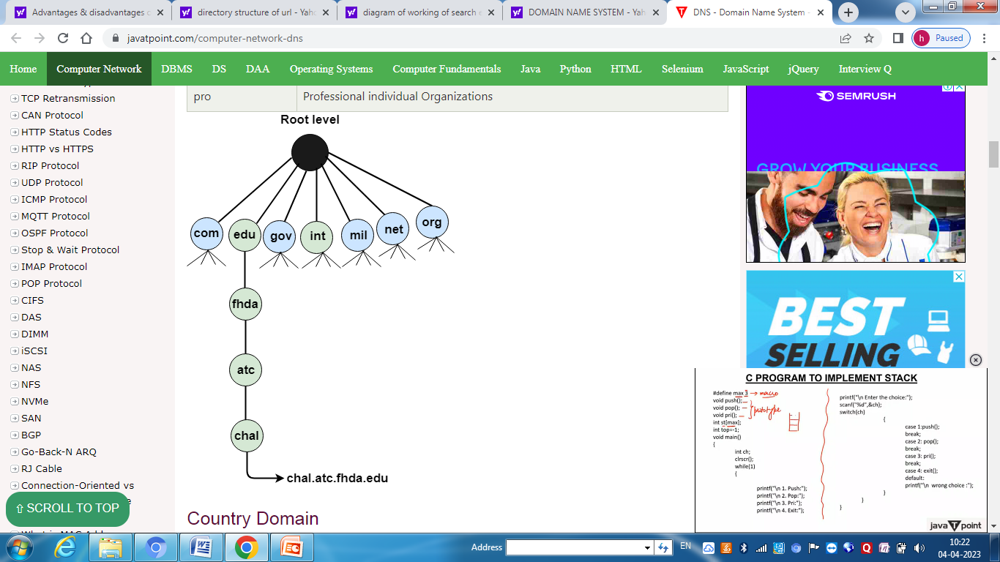 Advantages & disadvantages o
directory structure of url - Yaho
diagram of working of search e
DOMAIN NAME SYSTEM - Yah
DNS - Domain Name System -
javatpoint.com/computer-network-dns
h Paused
Home Computer Network DBMS DS DAA Operating Systems Computer Fundamentals Java Python HTML Selenium JavaScript jQuery Interview Q
TCP Retransmission
CAN Protocol
HTTP Status Codes
HTTP vs HTTPS
RIP Protocol
UDP Protocol
ICMP Protocol
MQTT Protocol
OSPF Protocol
Stop & Wait Protocol
IMAP Protocol
POP Protocol
CIFS
DAS
DIMM
iSCSI
NAS
NFS
NVMe
SAN
BGP
Go-Back-N ARQ
RJ Cable
Connection-Oriented vs
⇧ SCROLL TO TOP
pro Professional individual Organizations
Root level
com edu gov int mil net org
fhda
atc
chal
chal.atc.fhda.edu
Country Domain
SEMRUSH
GROW YOUR BUSINESS
BEST
SELLING
C PROGRAM TO IMPLEMENT STACK
#define max 3 → macro
void push();
void pop(); prototype
void pri();
int st[max];
int top=-1;
void main()
{
int ch;
clrscr();
while(1)
{
printf("\n 1. Push:");
printf("\n 2. Pop:");
printf("\n 3. Pri:");
printf("\n 4. Exit:");
printf("\n Enter the choice:");
scanf("%d",&ch);
switch(ch)
{
case 1:push();
break;
case 2: pop();
break;
case 3: pri();
break;
case 4: exit();
default:
printf("\n wrong choice :");
}
}
}
java T point
Address
EN
10:22
04-04-2023